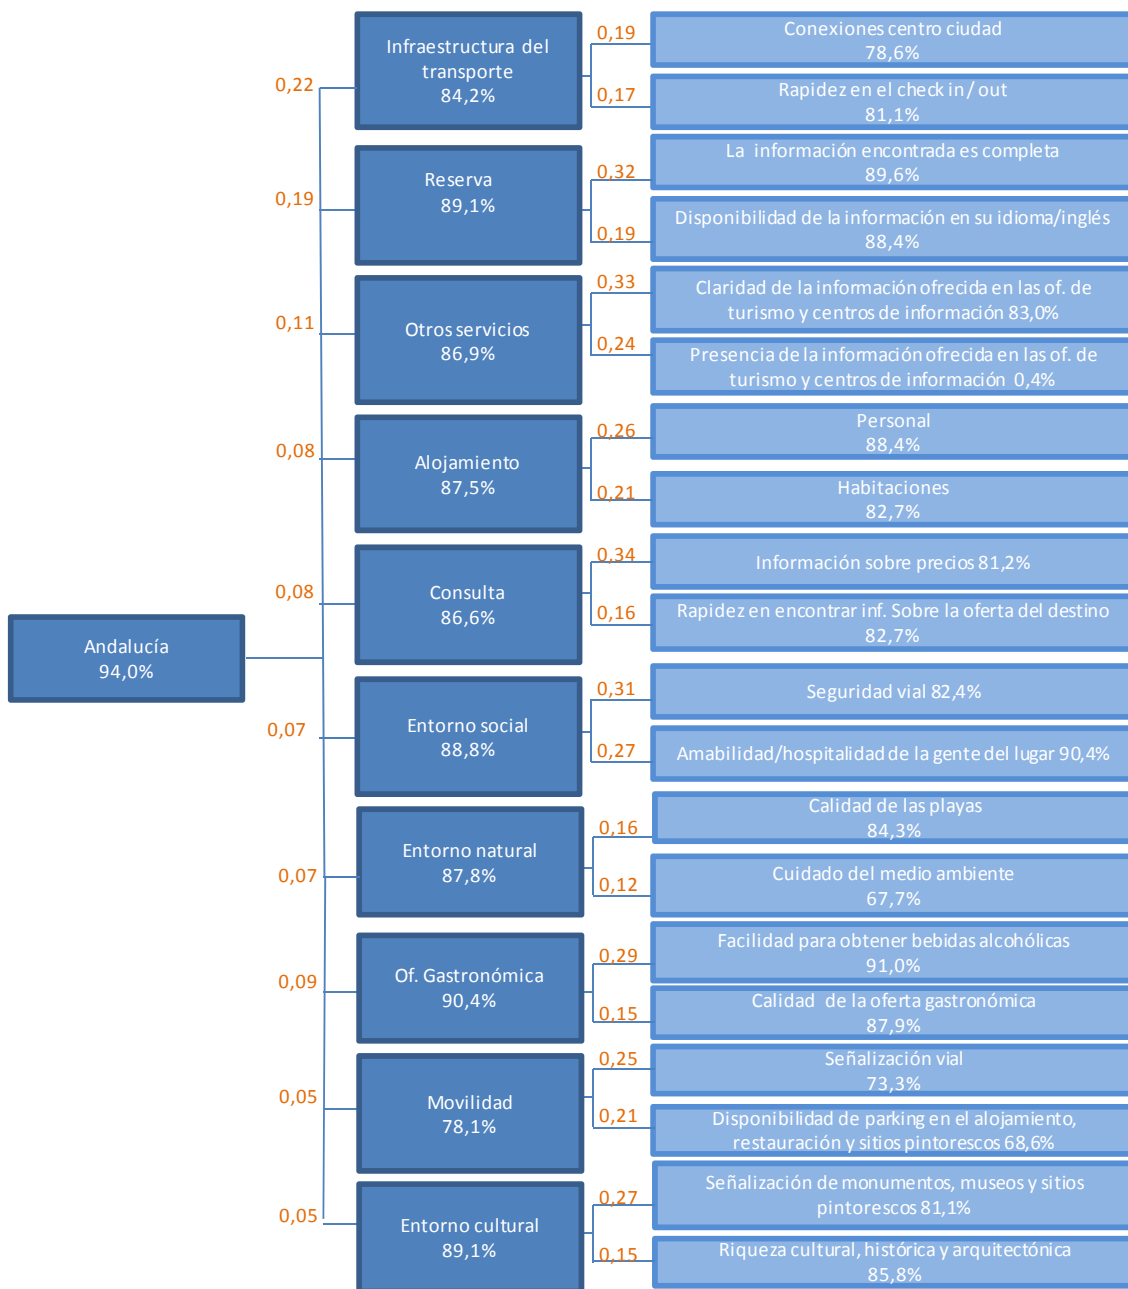 0,22
Infraestructura del
transporte
84,2%
0,19
Conexiones centro ciudad
78,6%
0,17
Rapidez en el check in / out
81,1%
0,19
Reserva
89,1%
0,32
La información encontrada es completa
89,6%
0,19
Disponibilidad de la información en su idioma/inglés
88,4%
0,11
Otros servicios
86,9%
0,33
Claridad de la información ofrecida en las of. de
turismo y centros de información 83,0%
0,24
Presencia de la información ofrecida en las of. de
turismo y centros de información 0,4%
0,08
Alojamiento
87,5%
0,26
Personal
88,4%
0,21
Habitaciones
82,7%
0,08
Consulta
86,6%
0,34
Información sobre precios 81,2%
0,16
Rapidez en encontrar inf. Sobre la oferta del destino
82,7%
Andalucía
94,0%
0,07
Entorno social
88,8%
0,31
Seguridad vial 82,4%
0,27
Amabilidad/hospitalidad de la gente del lugar 90,4%
0,07
Entorno natural
87,8%
0,16
Calidad de las playas
84,3%
0,12
Cuidado del medio ambiente
67,7%
0,09
Of. Gastronómica
90,4%
0,29
Facilidad para obtener bebidas alcohólicas
91,0%
0,15
Calidad de la oferta gastronómica
87,9%
0,05
Movilidad
78,1%
0,25
Señalización vial
73,3%
0,21
Disponibilidad de parking en el alojamiento,
restauración y sitios pintorescos 68,6%
0,05
Entorno cultural
89,1%
0,27
Señalización de monumentos, museos y sitios
pintorescos 81,1%
0,15
Riqueza cultural, histórica y arquitectónica
85,8%